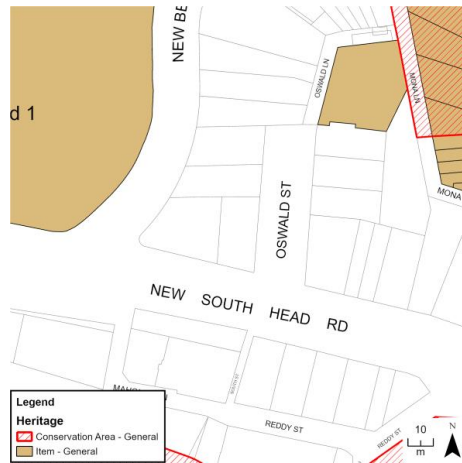 NEW BE
OSWALD LN
MONA LN
d 1
MONA
OSWALD ST
NEW SOUTH HEAD RD
REDDY ST
REDDY ST
Legend
Heritage
Conservation Area - General
Item - General
10
m
N